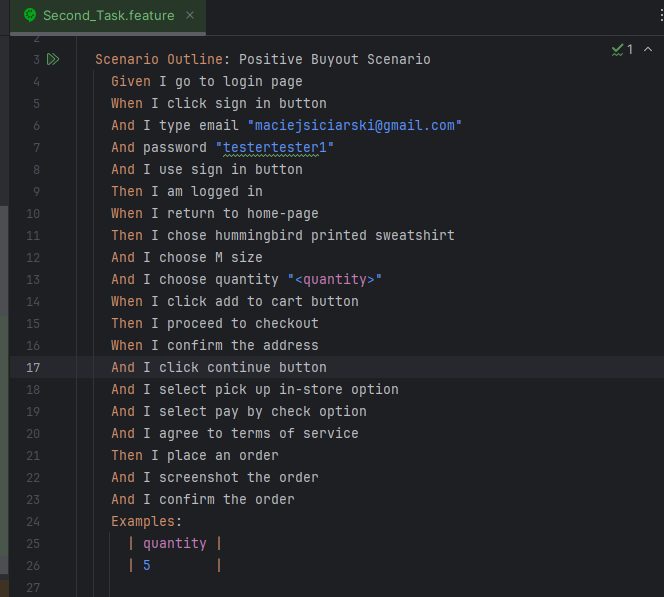 Second_Task.feature
2
1
3 Scenario Outline: Positive Buyout Scenario
4 Given I go to login page
5 When I click sign in button
6 And I type email "maciejsiciarski@gmail.com"
7 And password "testertester1"
8 And I use sign in button
9 Then I am logged in
10 When I return to home-page
11 Then I chose hummingbird printed sweatshirt
12 And I choose M size
13 And I choose quantity "<quantity>"
14 When I click add to cart button
15 Then I proceed to checkout
16 When I confirm the address
17 And I click continue button
18 And I select pick up in-store option
19 And I select pay by check option
20 And I agree to terms of service
21 Then I place an order
22 And I screenshot the order
23 And I confirm the order
24 Examples:
25 | quantity |
26 | 5 |
27